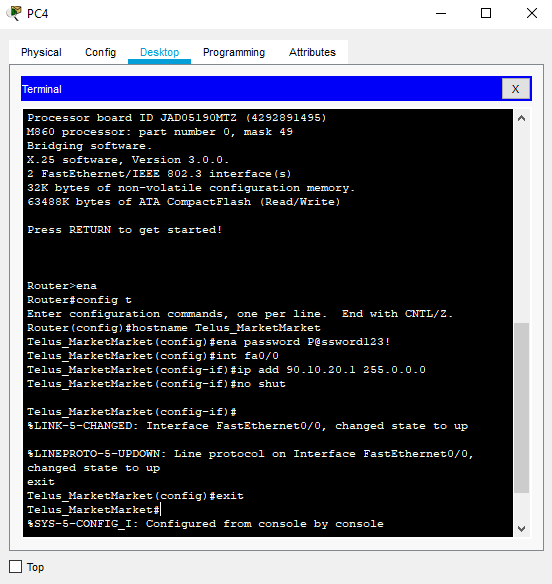 PC4
Physical Config Desktop Programming Attributes
Terminal
X
Processor board ID JAD05190MTZ (4292891495)
M860 processor: part number 0, mask 49
Bridging software.
X.25 software, Version 3.0.0.
2 FastEthernet/IEEE 802.3 interface(s)
32K bytes of non-volatile configuration memory.
63488K bytes of ATA CompactFlash (Read/Write)
Press RETURN to get started!
Router>ena
Router#config t
Enter configuration commands, one per line.  End with CNTL/Z.
Router(config)#hostname Telus_MarketMarket
Telus_MarketMarket(config)#ena password P@ssword123!
Telus_MarketMarket(config)#int fa0/0
Telus_MarketMarket(config-if)#ip add 90.10.20.1 255.0.0.0
Telus_MarketMarket(config-if)#no shut
Telus_MarketMarket(config-if)#
%LINK-5-CHANGED: Interface FastEthernet0/0, changed state to up
%LINEPROTO-5-UPDOWN: Line protocol on Interface FastEthernet0/0,
changed state to up
exit
Telus_MarketMarket(config)#exit
Telus_MarketMarket#
%SYS-5-CONFIG_I: Configured from console by console
Top